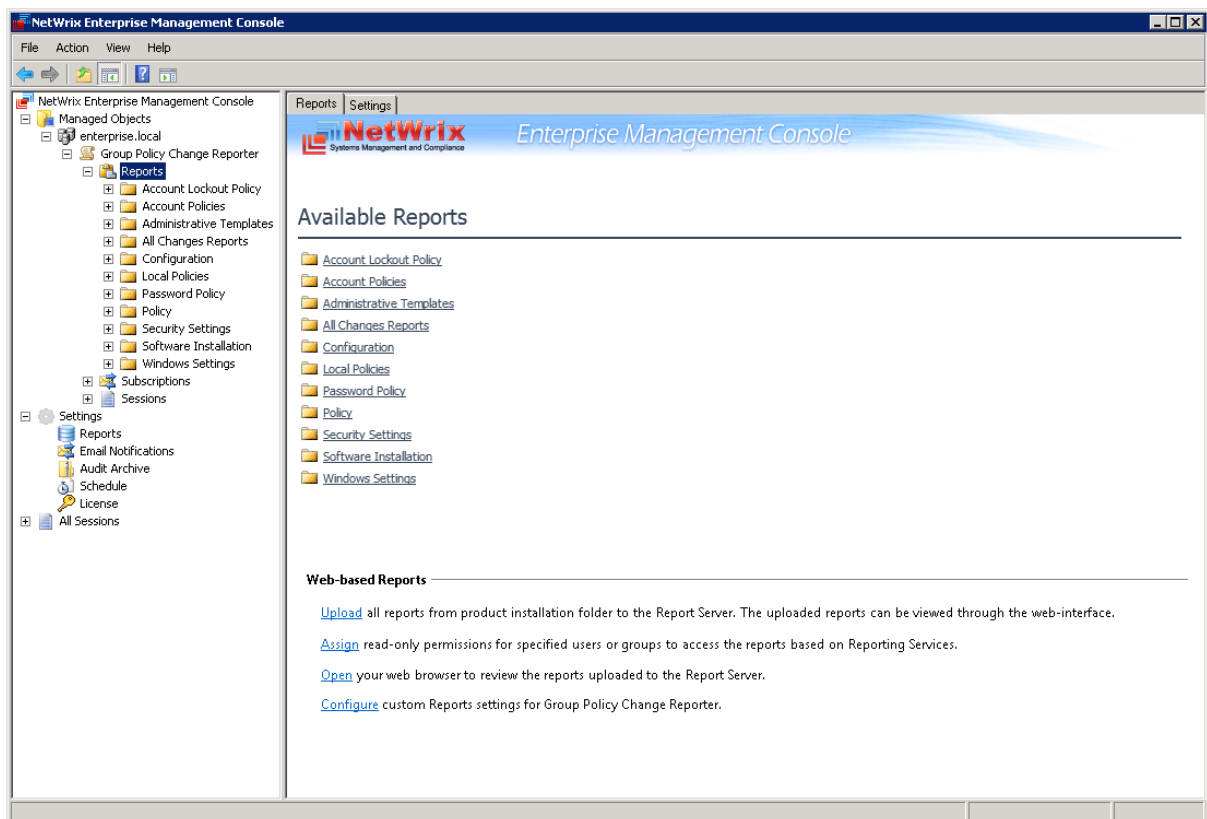 NetWrix Enterprise Management Console
File Action View Help
NetWrix Enterprise Management Console
Managed Objects
enterprise.local
Group Policy Change Reporter
Reports
Account Lockout Policy
Account Policies
Administrative Templates
All Changes Reports
Configuration
Local Policies
Password Policy
Policy
Security Settings
Software Installation
Windows Settings
Subscriptions
Sessions
Settings
Reports
Email Notifications
Audit Archive
Schedule
License
All Sessions
Reports Settings
NetWrix Enterprise Management Console
Systems Management and Compliance
Available Reports
Account Lockout Policy
Account Policies
Administrative Templates
All Changes Reports
Configuration
Local Policies
Password Policy
Policy
Security Settings
Software Installation
Windows Settings
Web-based Reports
Upload all reports from product installation folder to the Report Server. The uploaded reports can be viewed through the web-interface.
Assign read-only permissions for specified users or groups to access the reports based on Reporting Services.
Open your web browser to review the reports uploaded to the Report Server.
Configure custom Reports settings for Group Policy Change Reporter.